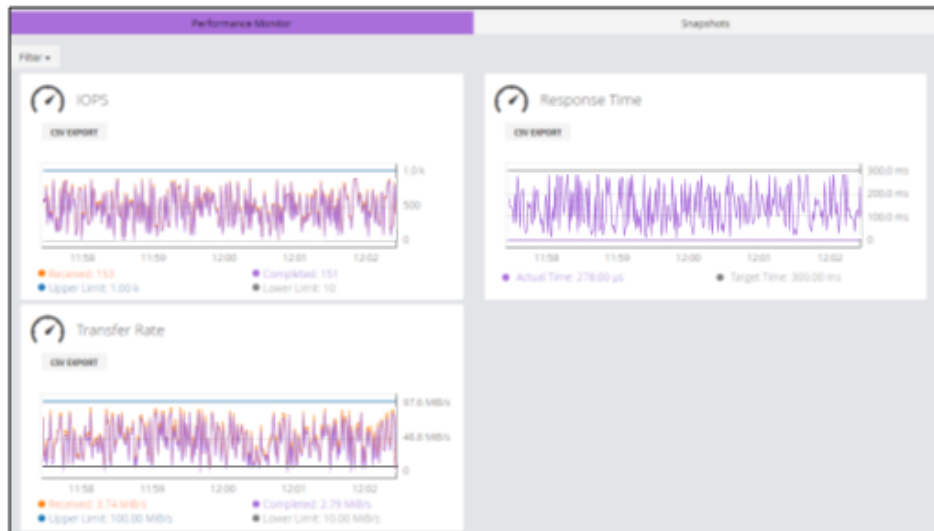 Performance Monitor
Snapshots
Filter
IOPS
CSV EXPORT
1.0 k
500
0
11:58 11:59 12:00 12:01 12:02
Received: 153 Completed: 151
Upper Limit: 1.00 k Lower Limit: 10
Response Time
CSV EXPORT
300.0 ms
200.0 ms
100.0 ms
0
11:58 11:59 12:00 12:01 12:02
Actual Time: 278.00 µs Target Time: 300.00 ms
Transfer Rate
CSV EXPORT
97.6 MiB/s
48.8 MiB/s
0
11:58 11:59 12:00 12:01 12:02
Received: 3.74 MiB/s Completed: 2.79 MiB/s
Upper Limit: 100.00 MiB/s Lower Limit: 10.00 MiB/s